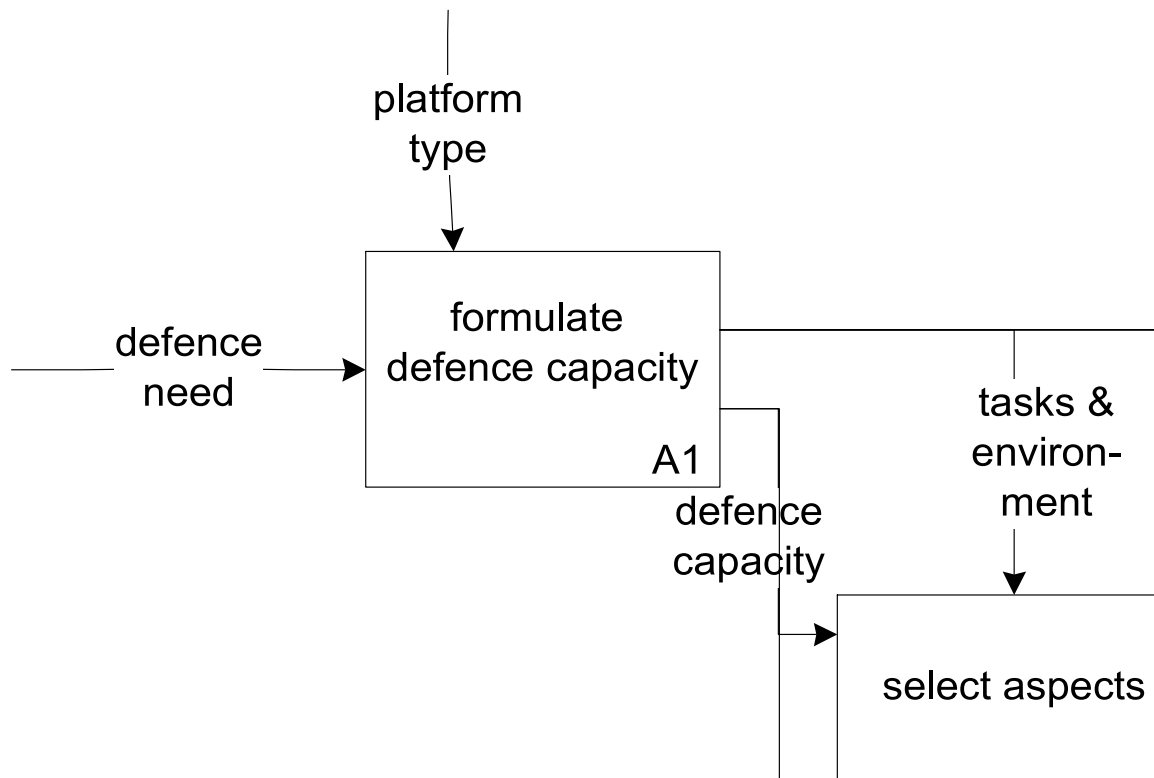 platform
type
formulate
defence capacity
A1
defence
need
tasks &
environ-
ment
defence
capacity
select aspects